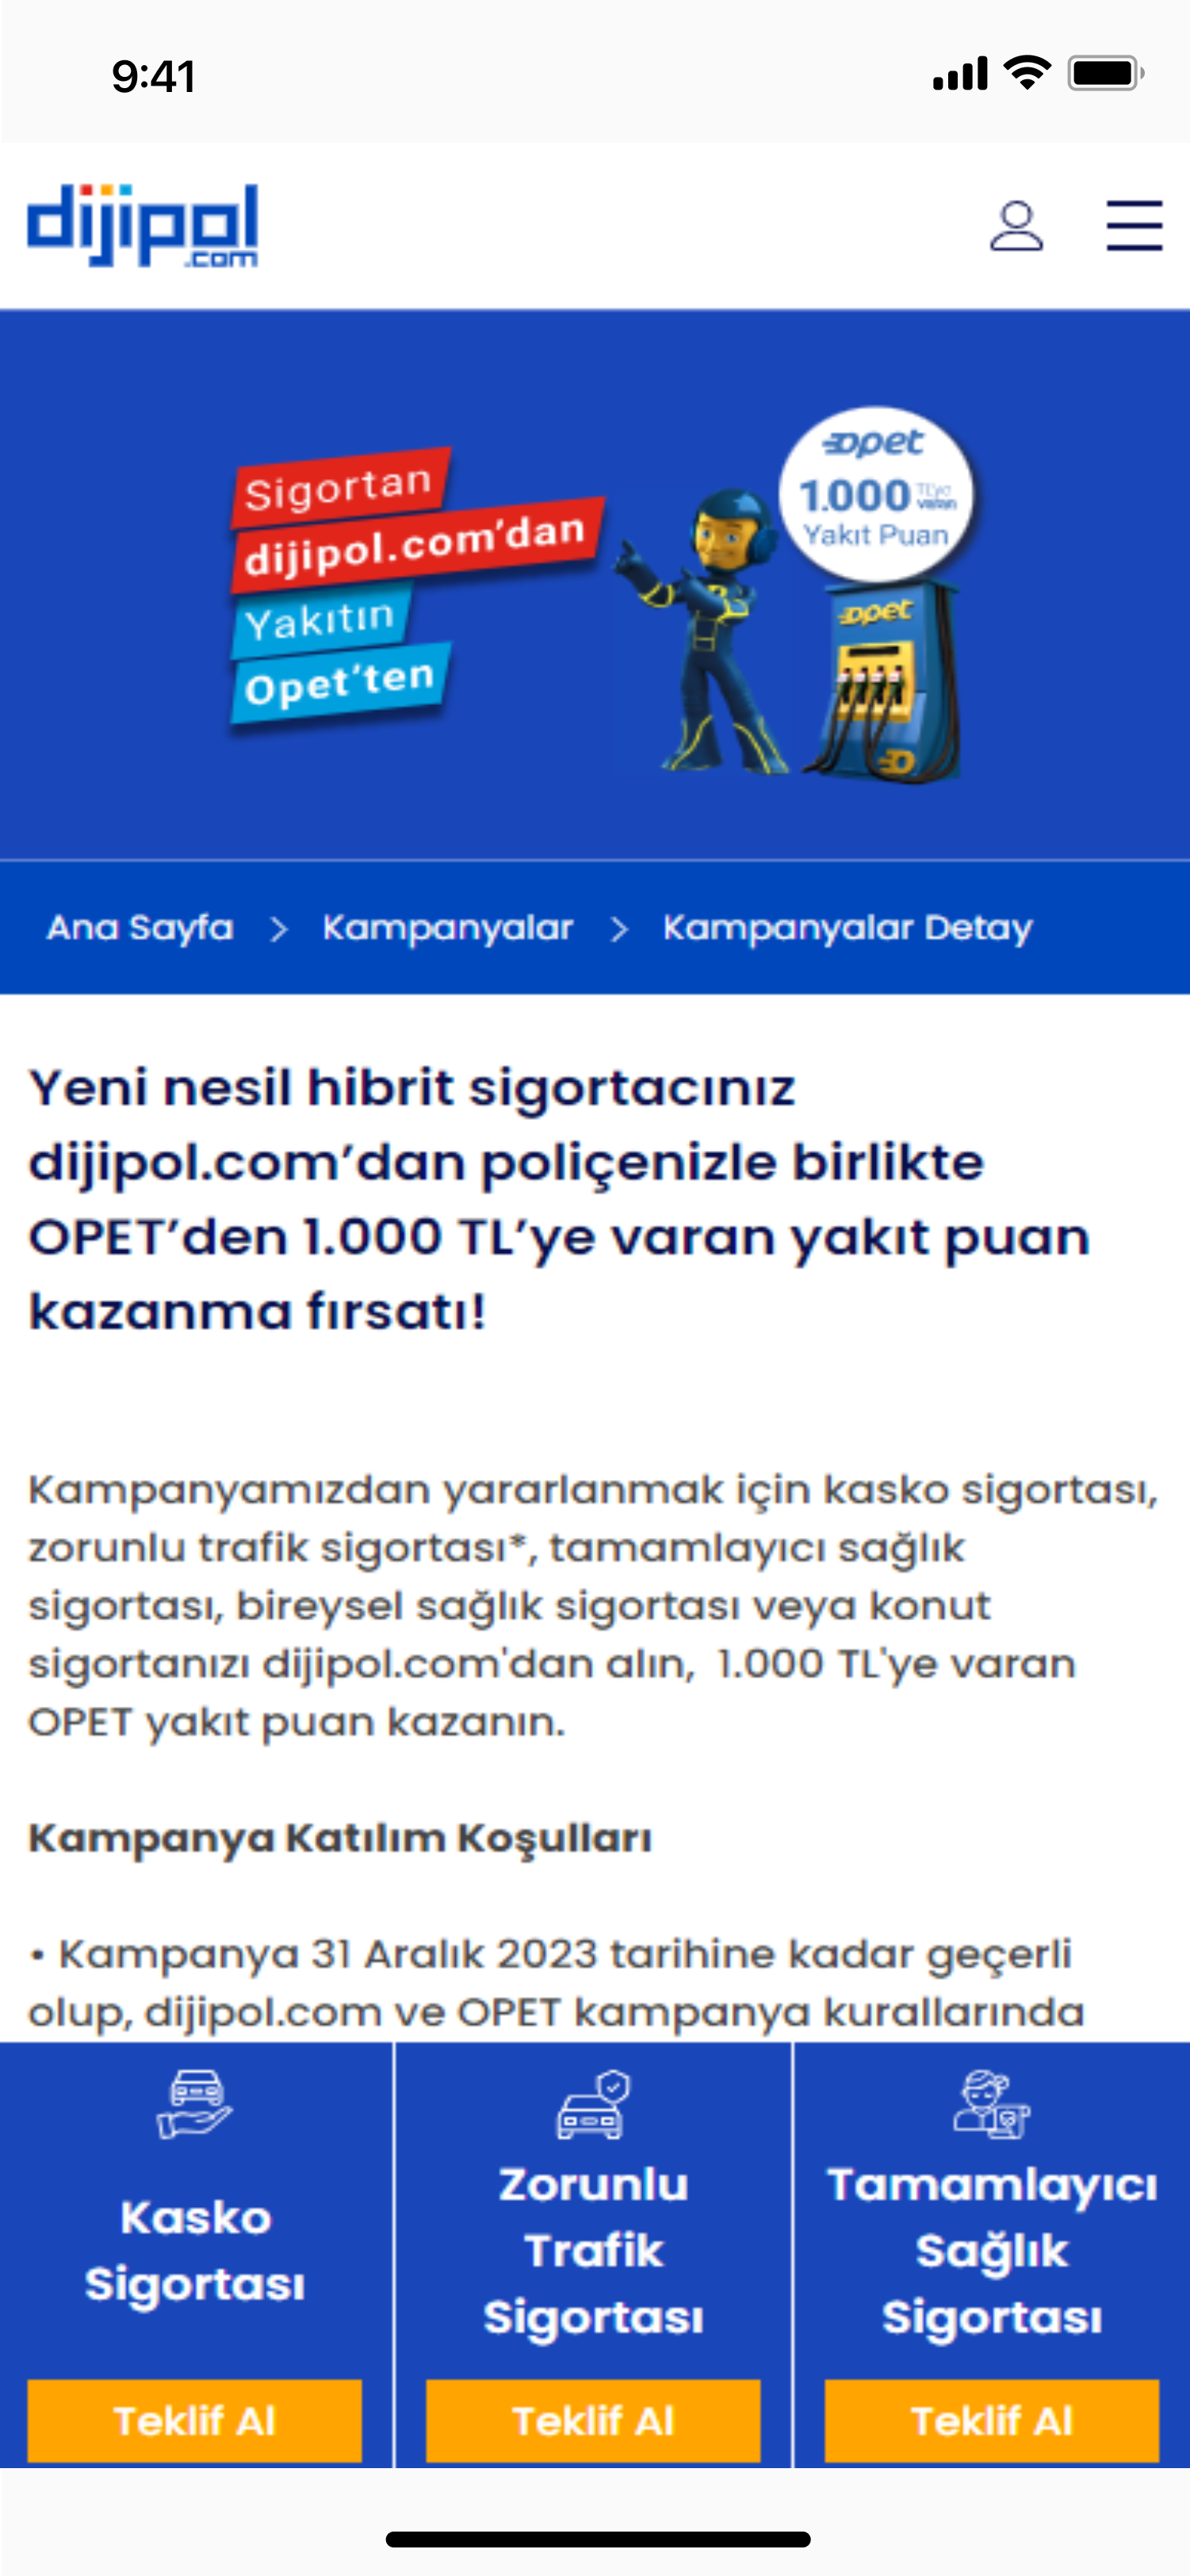 9:41
dijipol
.com
opet
1.000 TL'ye varan
Yakıt Puan
Sigortan
dijipol.com’dan
Yakıtın
Opet’ten
opet
Ana Sayfa > Kampanyalar > Kampanyalar Detay
Yeni nesil hibrit sigortacınız
dijipol.com’dan poliçenizle birlikte
OPET’den 1.000 TL’ye varan yakıt puan
kazanma fırsatı!
Kampanyamızdan yararlanmak için kasko sigortası,
zorunlu trafik sigortası*, tamamlayıcı sağlık
sigortası, bireysel sağlık sigortası veya konut
sigortanızı dijipol.com'dan alın,  1.000 TL'ye varan
OPET yakıt puan kazanın.
Kampanya Katılım Koşulları
• Kampanya 31 Aralık 2023 tarihine kadar geçerli
olup, dijipol.com ve OPET kampanya kurallarında
Kasko
Sigortası
Teklif Al
Zorunlu
Trafik
Sigortası
Teklif Al
Tamamlayıcı
Sağlık
Sigortası
Teklif Al